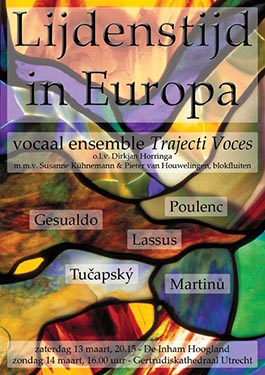 Lijdenstijd
in Europa
vocaal ensemble Trajecti Voces
o.l.v. Dirkjan Horringa
m.m.v. Susanne Kühnemann & Pieter van Houwelingen, blokfluiten
Poulenc
Gesualdo
Lassus
Tučapský
Martinů
zaterdag 13 maart, 20.15 - De Inham Hoogland
zondag 14 maart, 16.00 uur - Gertrudiskathedraal Utrecht